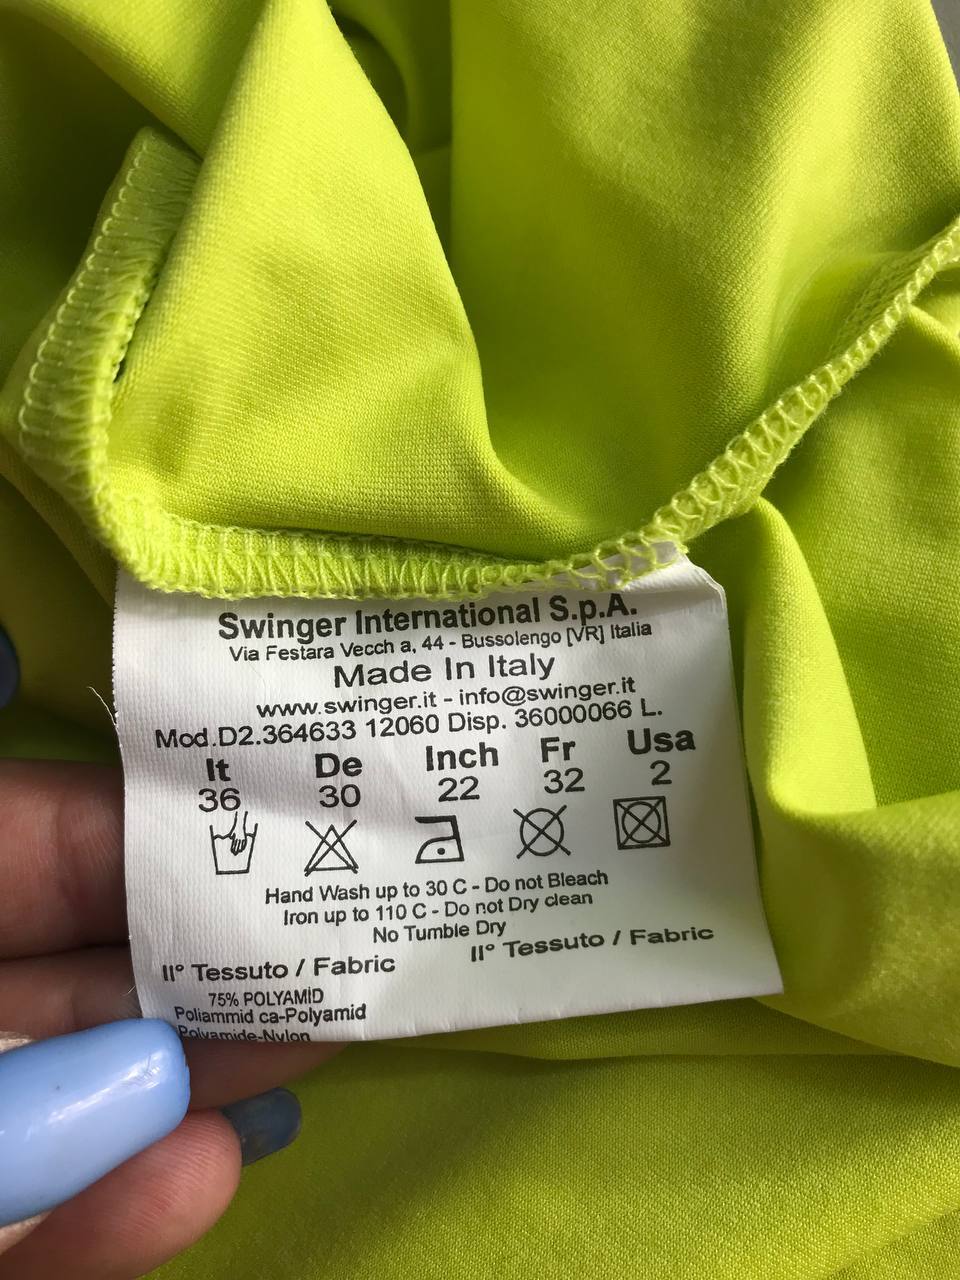 Swinger International S.p.A.
Via Festara Vecch a, 44 - Bussolengo [VR] Italia
Made In Italy
www.swinger.it - info@swinger.it
Mod.D2.364633 12060 Disp. 36000066 L.
It De Inch Fr Usa
36 30 22 32 2
Hand Wash up to 30 C - Do not Bleach
Iron up to 110 C - Do not Dry clean
No Tumble Dry
II° Tessuto / Fabric II° Tessuto / Fabric
75% POLYAMID
Poliammid ca-Polyamid
Polyamide-Nylon